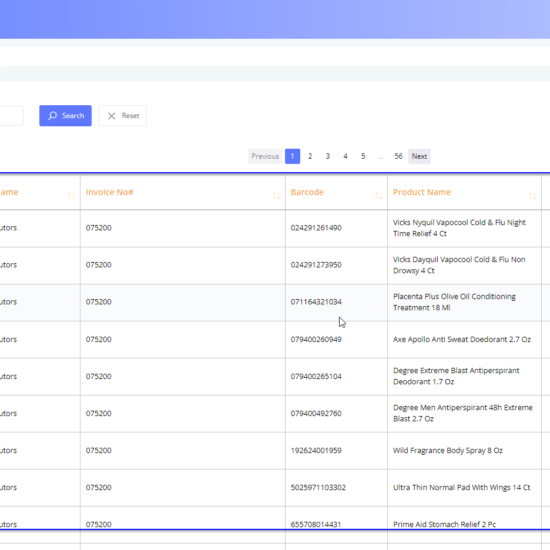 Search
Reset
Previous 1 2 3 4 5 ... 56 Next
ame Invoice No# Barcode Product Name
utors 075200 024291261490 Vicks Nyquil Vapocool Cold & Flu Night
Time Relief 4 Ct
utors 075200 024291273950 Vicks Dayquil Vapocool Cold & Flu Non
Drowsy 4 Ct
utors 075200 071164321034 Placenta Plus Olive Oil Conditioning
Treatment 18 Ml
utors 075200 079400260949 Axe Apollo Anti Sweat Doedorant 2.7 Oz
utors 075200 079400265104 Degree Extreme Blast Antiperspirant
Deodorant 1.7 Oz
utors 075200 079400492760 Degree Men Antiperspirant 48h Extreme
Blast 2.7 Oz
utors 075200 192624001959 Wild Fragrance Body Spray 8 Oz
utors 075200 5025971103302 Ultra Thin Normal Pad With Wings 14 Ct
utors 075200 655708014431 Prime Aid Stomach Relief 2 Pc